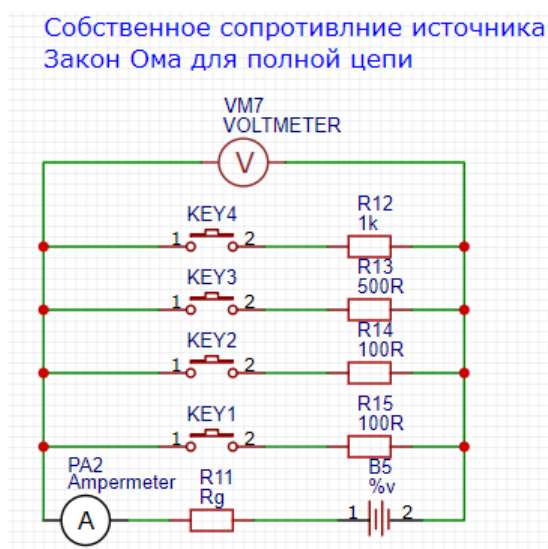 Собственное сопротивлние источника
Закон Ома для полной цепи
VM7
VOLTMETER
V
KEY4
1 2
R12
1k
KEY3
1 2
R13
500R
KEY2
1 2
R14
100R
KEY1
1 2
R15
100R
PA2
Ampermeter
A
R11
Rg
B5
%v
1 2